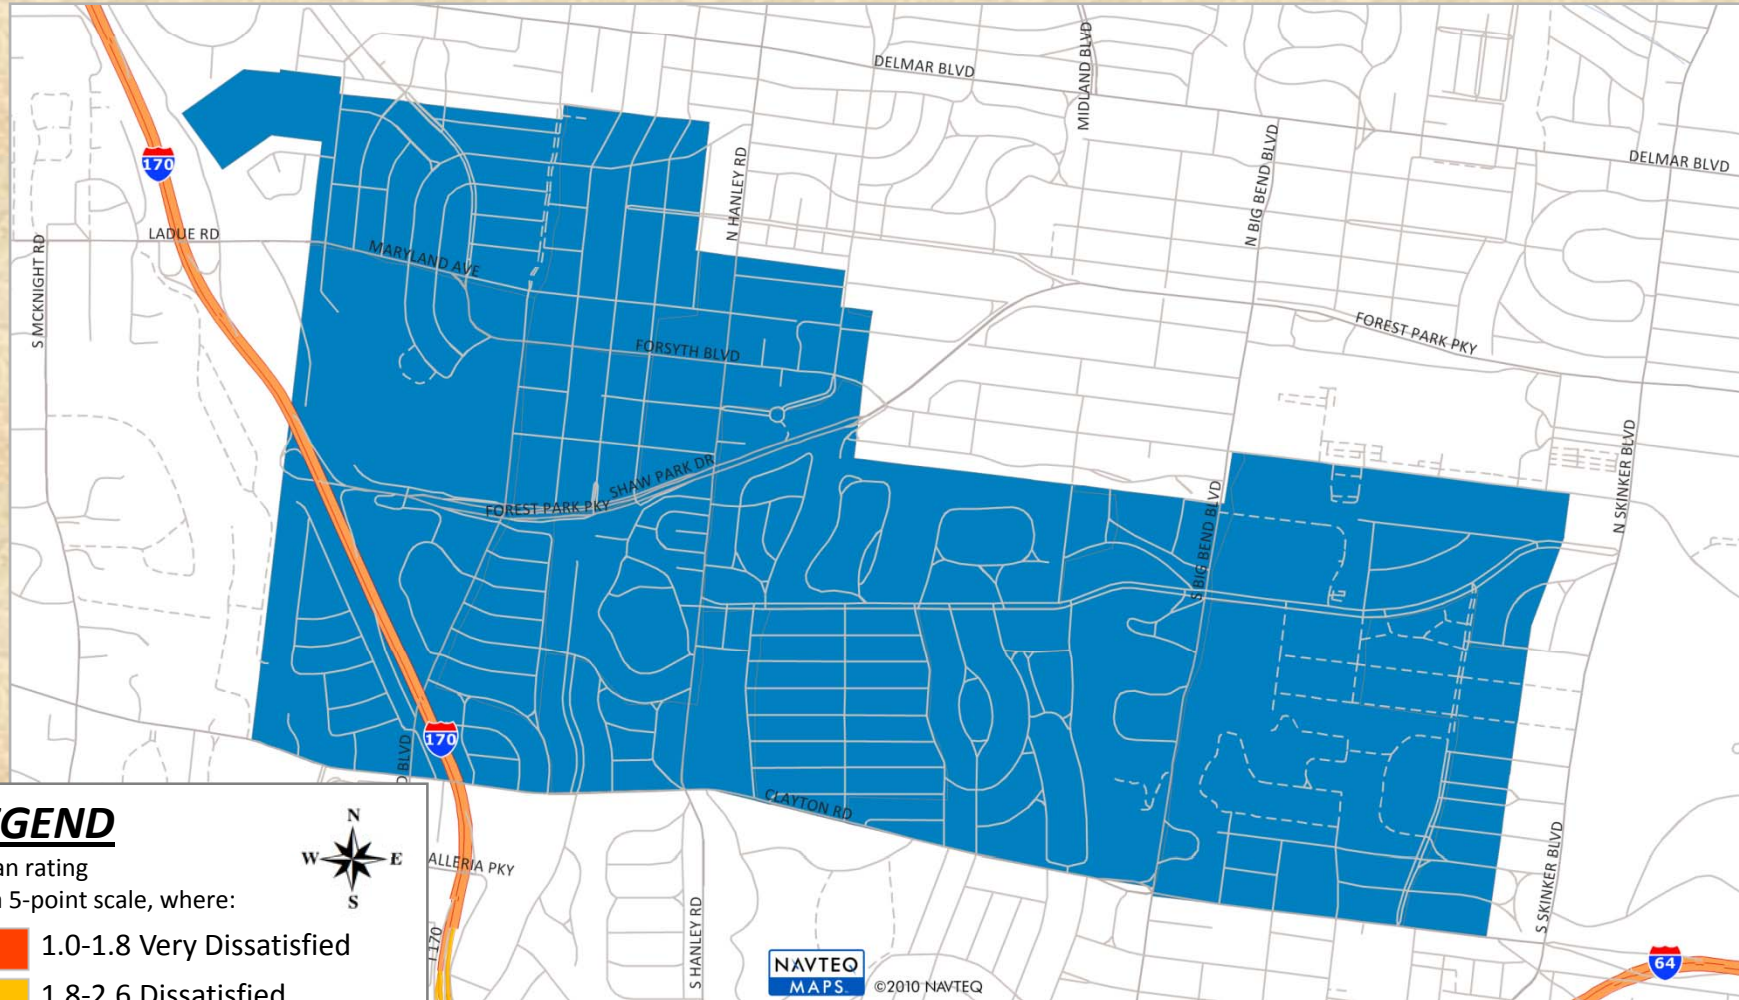 DELMAR BLVD
MIDLAND BLVD
N BIG BEND BLVD
DELMAR BLVD
170
N HANLEY RD
LADUE RD
S MCKNIGHT RD
MARYLAND AVE
FORSYTH BLVD
FOREST PARK PKY
N SKINKER BLVD
SHAW PARK DR
FOREST PARK PKY
S BIG BEND BLVD
170
D BLVD
CLAYTON RD
GEND
N
W E
S
an rating
5-point scale, where:
1.0-1.8 Very Dissatisfied
1.8-2.6 Dissatisfied
ALLERIA PKY
I 170
S HANLEY RD
S SKINKER BLVD
64
NAVTEQ
MAPS
©2010 NAVTEQ